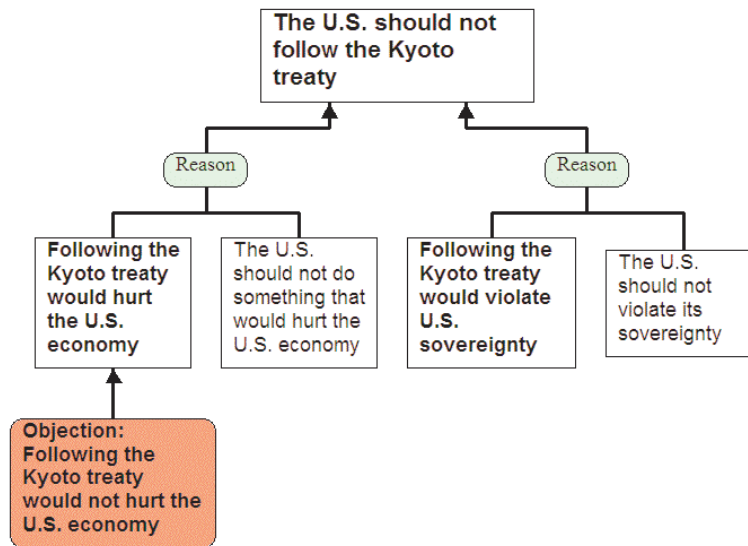 The U.S. should not
follow the Kyoto
treaty
Reason
Reason
Following the
Kyoto treaty
would hurt
the U.S.
economy
The U.S.
should not do
something that
would hurt the
U.S. economy
Following the
Kyoto treaty
would violate
U.S.
sovereignty
The U.S.
should not
violate its
sovereignty
Objection:
Following the
Kyoto treaty
would not hurt the
U.S. economy